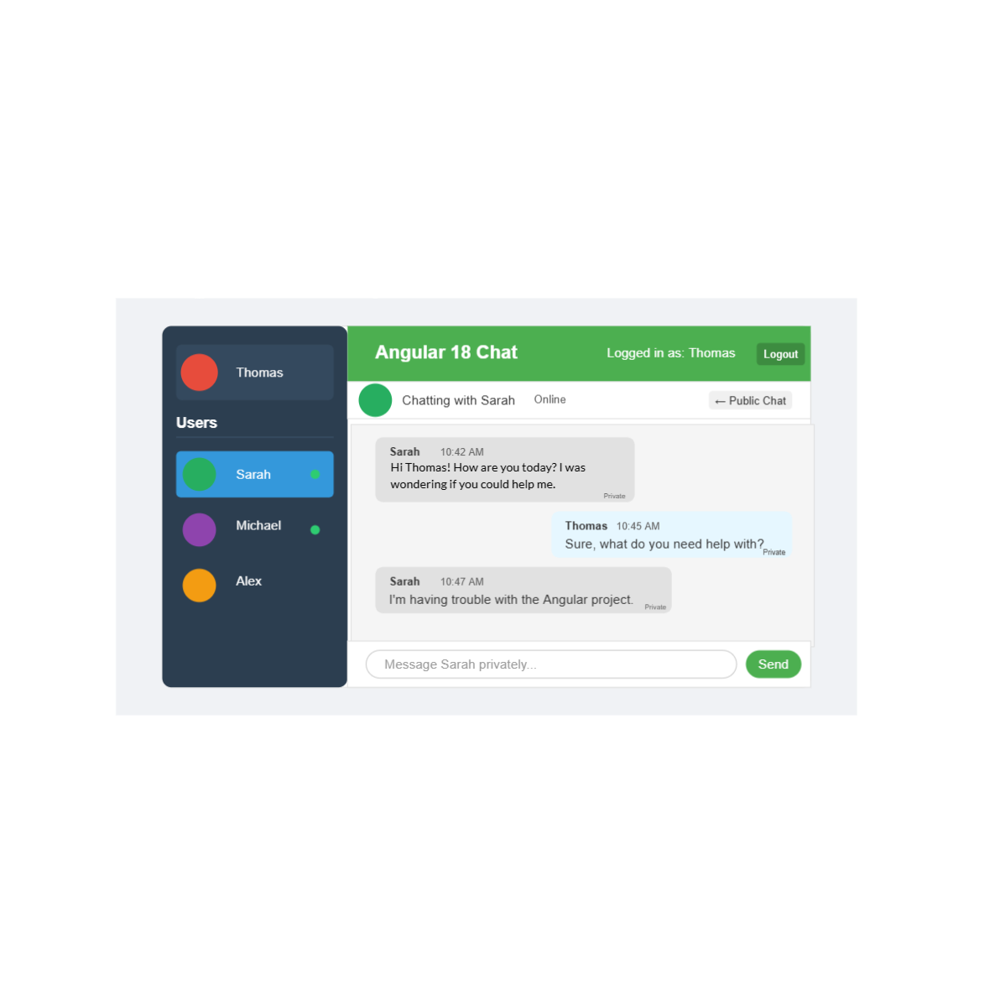 Thomas
Users
Sarah
Michael
Alex
Angular 18 Chat
Logged in as: Thomas
Logout
Chatting with Sarah
Online
← Public Chat
Sarah 10:42 AM
Hi Thomas! How are you today? I was
wondering if you could help me.
Private
Thomas 10:45 AM
Sure, what do you need help with?
Private
Sarah 10:47 AM
I'm having trouble with the Angular project.
Private
Message Sarah privately...
Send